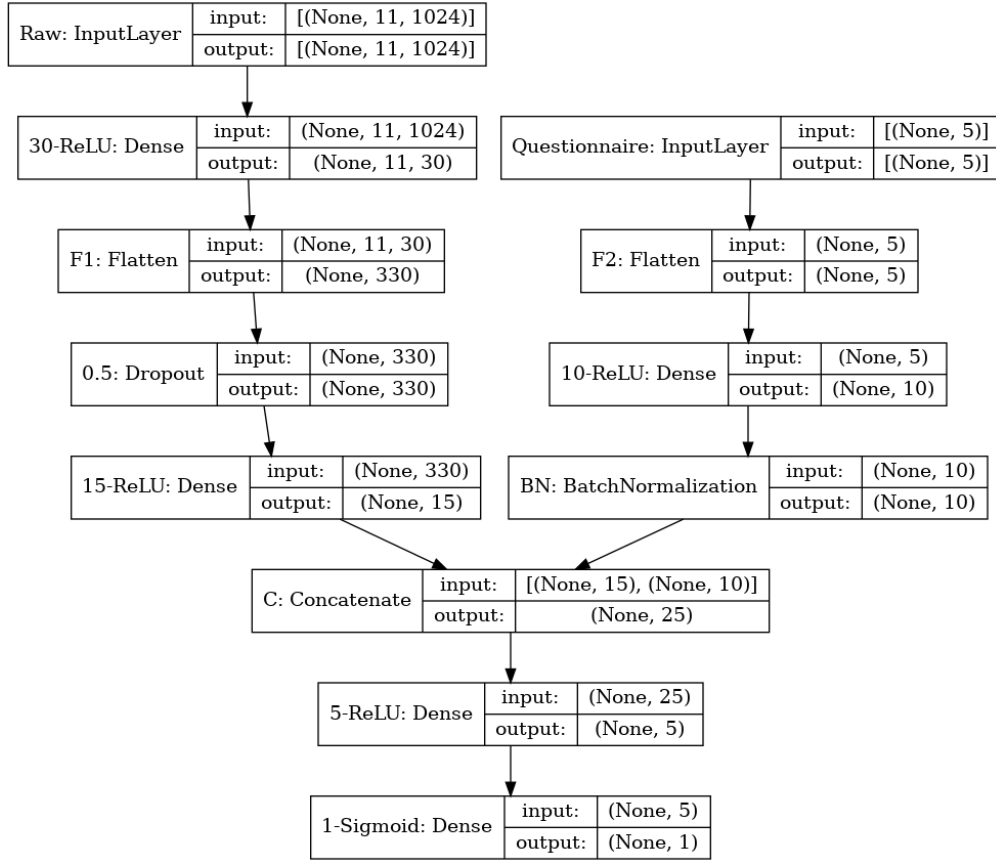 Raw: InputLayer
input: [(None, 11, 1024)]
output: [(None, 11, 1024)]
30-ReLU: Dense
input: (None, 11, 1024)
output: (None, 11, 30)
Questionnaire: InputLayer
input: [(None, 5)]
output: [(None, 5)]
F1: Flatten
input: (None, 11, 30)
output: (None, 330)
F2: Flatten
input: (None, 5)
output: (None, 5)
0.5: Dropout
input: (None, 330)
output: (None, 330)
10-ReLU: Dense
input: (None, 5)
output: (None, 10)
15-ReLU: Dense
input: (None, 330)
output: (None, 15)
BN: BatchNormalization
input: (None, 10)
output: (None, 10)
C: Concatenate
input: [(None, 15), (None, 10)]
output: (None, 25)
5-ReLU: Dense
input: (None, 25)
output: (None, 5)
1-Sigmoid: Dense
input: (None, 5)
output: (None, 1)